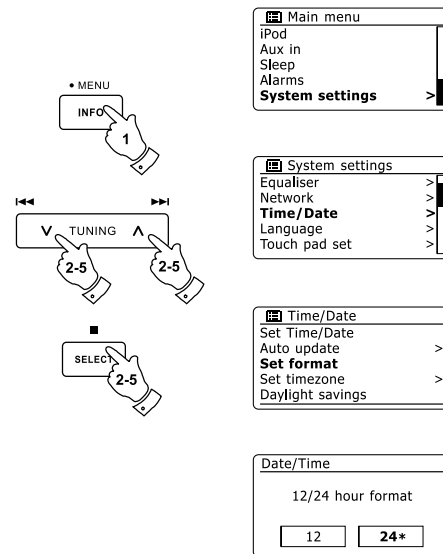 • MENU
INFO
1
TUNING
2-5
2-5
SELECT
2-5
Main menu
iPod
Aux in
Sleep
Alarms
System settings >
System settings
Equaliser >
Network >
Time/Date >
Language >
Touch pad set >
Time/Date
Set Time/Date
Auto update >
Set format
Set timezone >
Daylight savings
Date/Time
12/24 hour format
12
24*